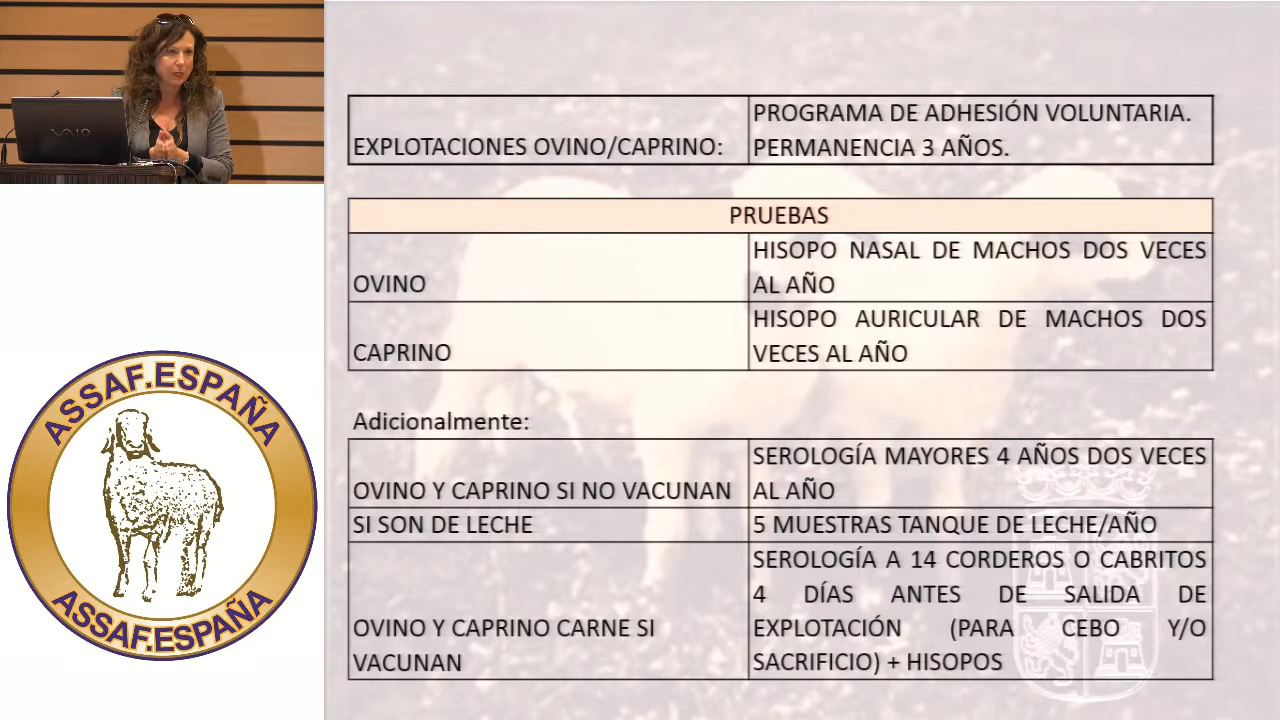 VAIO
ASSAF.ESPAÑA
ASSAF.ESPAÑA
EXPLOTACIONES OVINO/CAPRINO:
PROGRAMA DE ADHESIÓN VOLUNTARIA.
PERMANENCIA 3 AÑOS.
PRUEBAS
OVINO
HISOPO NASAL DE MACHOS DOS VECES
AL AÑO
CAPRINO
HISOPO AURICULAR DE MACHOS DOS
VECES AL AÑO
Adicionalmente:
OVINO Y CAPRINO SI NO VACUNAN
SEROLOGÍA MAYORES 4 AÑOS DOS VECES
AL AÑO
SI SON DE LECHE
5 MUESTRAS TANQUE DE LECHE/AÑO
OVINO Y CAPRINO CARNE SI
VACUNAN
SEROLOGÍA A 14 CORDEROS O CABRITOS
4 DÍAS ANTES DE SALIDA DE
EXPLOTACIÓN (PARA CEBO Y/O
SACRIFICIO) + HISOPOS